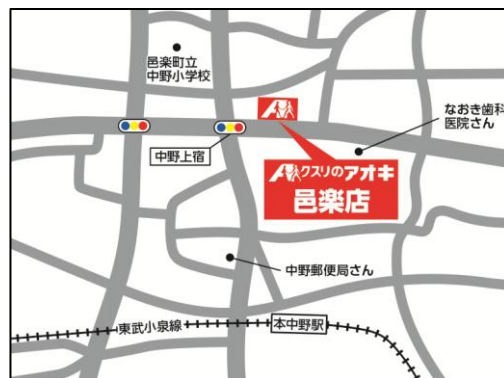 邑楽町立
中野小学校
なおき歯科
医院さん
中野上宿
クスリのアオキ
邑楽店
中野郵便局さん
東武小泉線
本中野駅